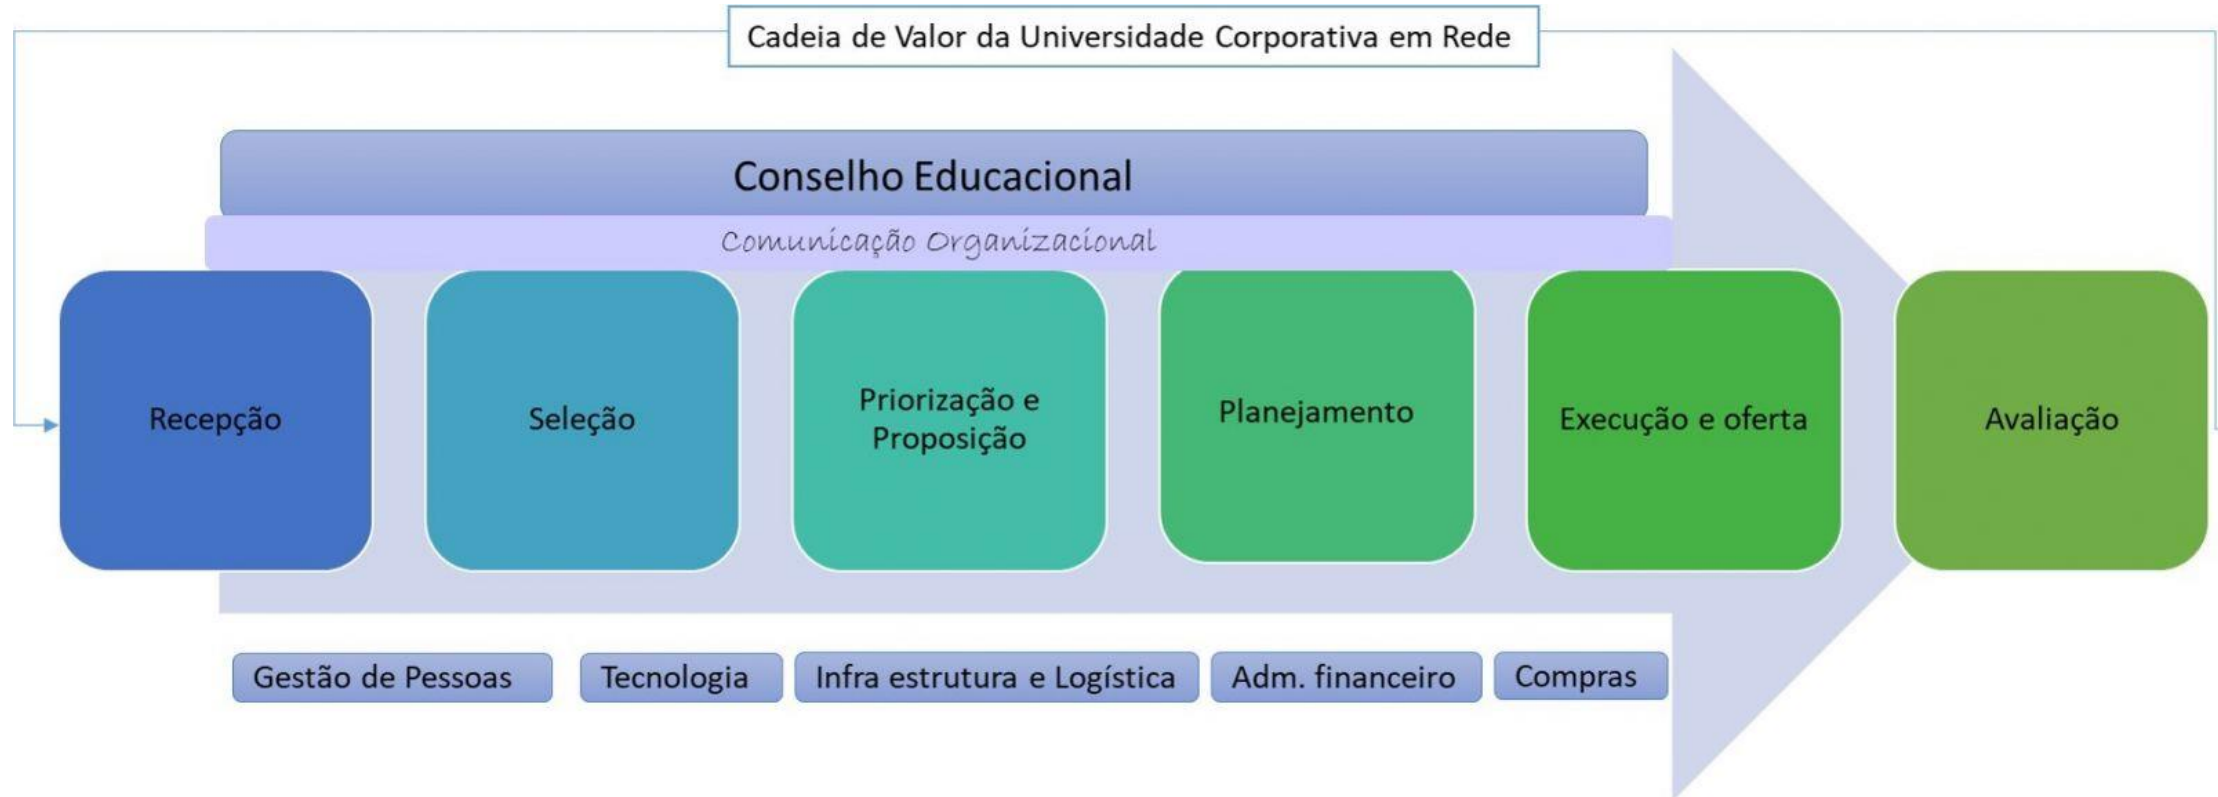 Cadeia de Valor da Universidade Corporativa em Rede
Conselho Educacional
Comunicação Organizacional
Recepção
Seleção
Priorização e
Proposição
Planejamento
Execução e oferta
Avaliação
Gestão de Pessoas
Tecnologia
Infra estrutura e Logística
Adm. financeiro
Compras